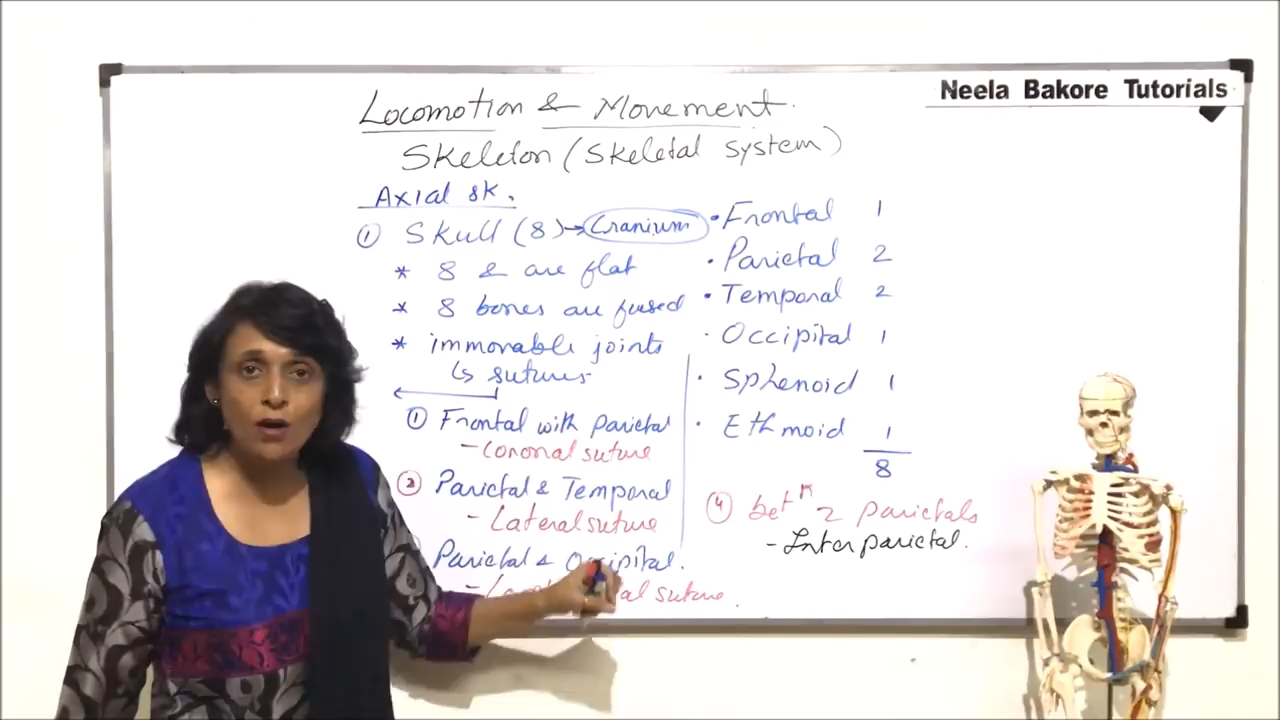 Neela Bakore Tutorials
Locomotion & Movement
Skeleton (Skeletal system)
Axial sk.
① Skull (8) → Cranium
* 8 & are flat
* 8 bones are fused
* immovable joints
↳ sutures
① Frontal with parietal
- coronal suture
② Parietal & Temporal
- Lateral suture
Parietal &
suture.
• Frontal 1
• Parietal 2
• Temporal 2
• Occipital 1
• Sphenoid 1
• Ethmoid 1
8
④ betn 2 parietals
- Interparietal.